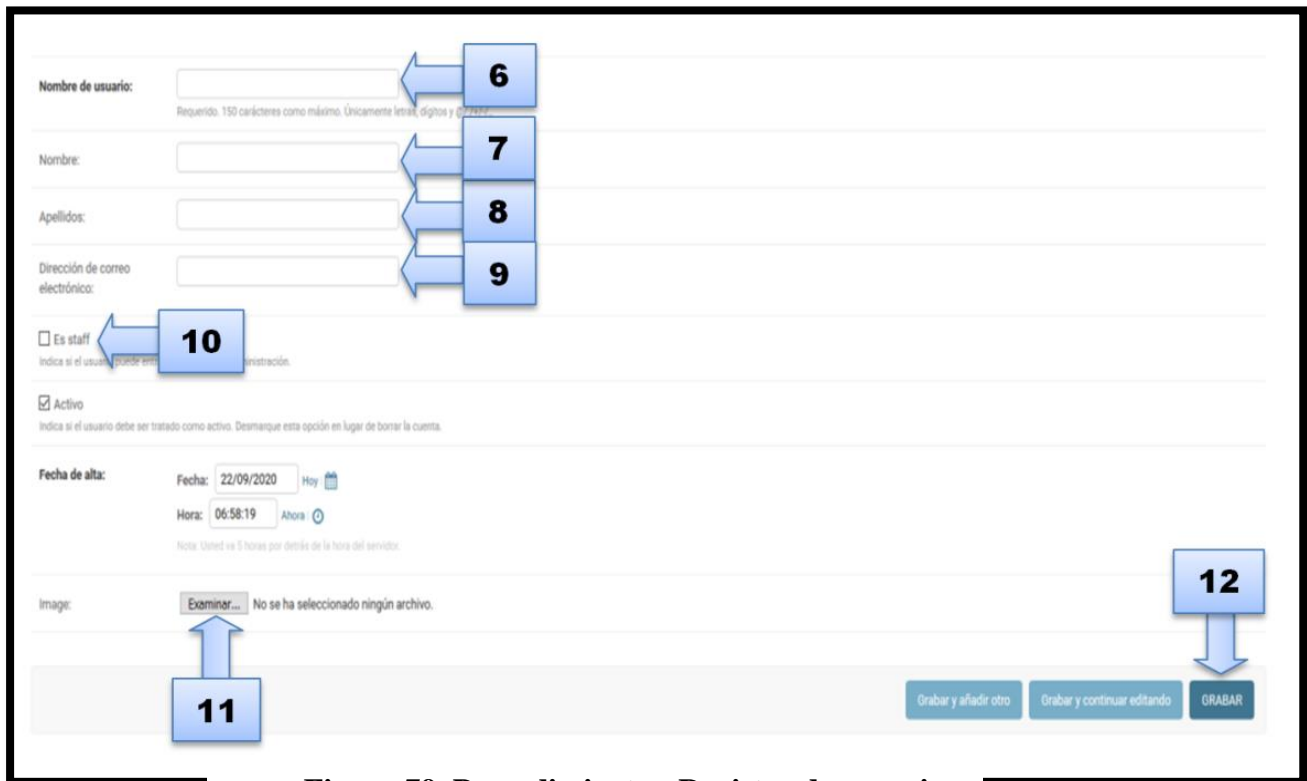 6
Nombre de usuario:
Requerido. 150 carácteres como máximo. Únicamente letras, dígitos y
7
Nombre:
8
Apellidos:
9
Dirección de correo
electrónico:
10
Es staff
Indica si el usuario puede
Activo
Indica si el usuario debe ser tratado como activo. Desmarque esta opción en lugar de borrar la cuenta.
Fecha de alta:
Fecha: 22/09/2020 Hoy
Hora: 06:58:19 Ahora
Nota: Usted va 5 horas por detrás de la hora del servidor.
12
Image:
Examinar... No se ha seleccionado ningún archivo.
11
Grabar y añadir otro Grabar y continuar editando GRABAR